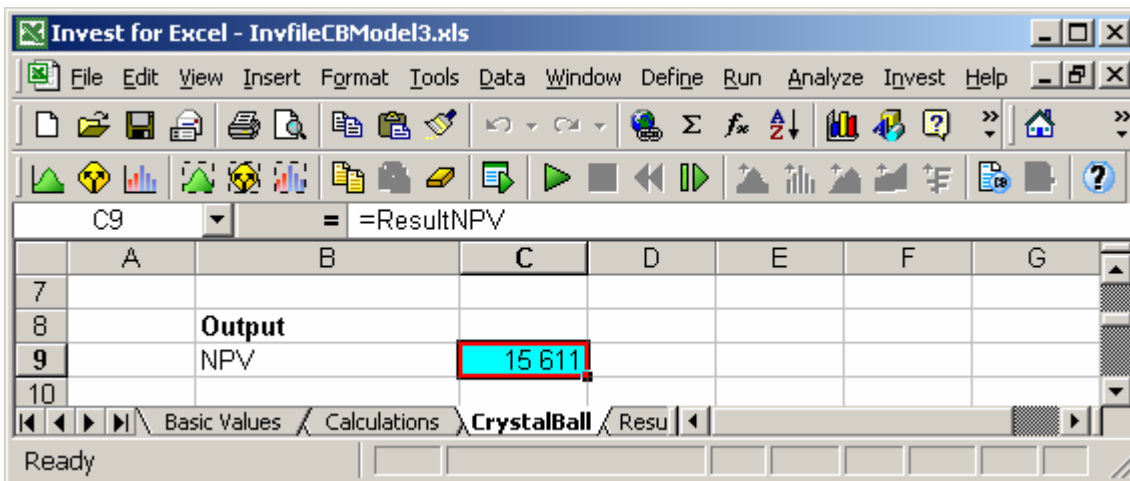 Invest for Excel - InvfileCBModel3.xls
File Edit View Insert Format Tools Data Window Define Run Analyze Invest Help
C9 = =ResultNPV
A B C D E F G
7
8 Output
9 NPV 15 611
10
Basic Values Calculations CrystalBall Resu
Ready